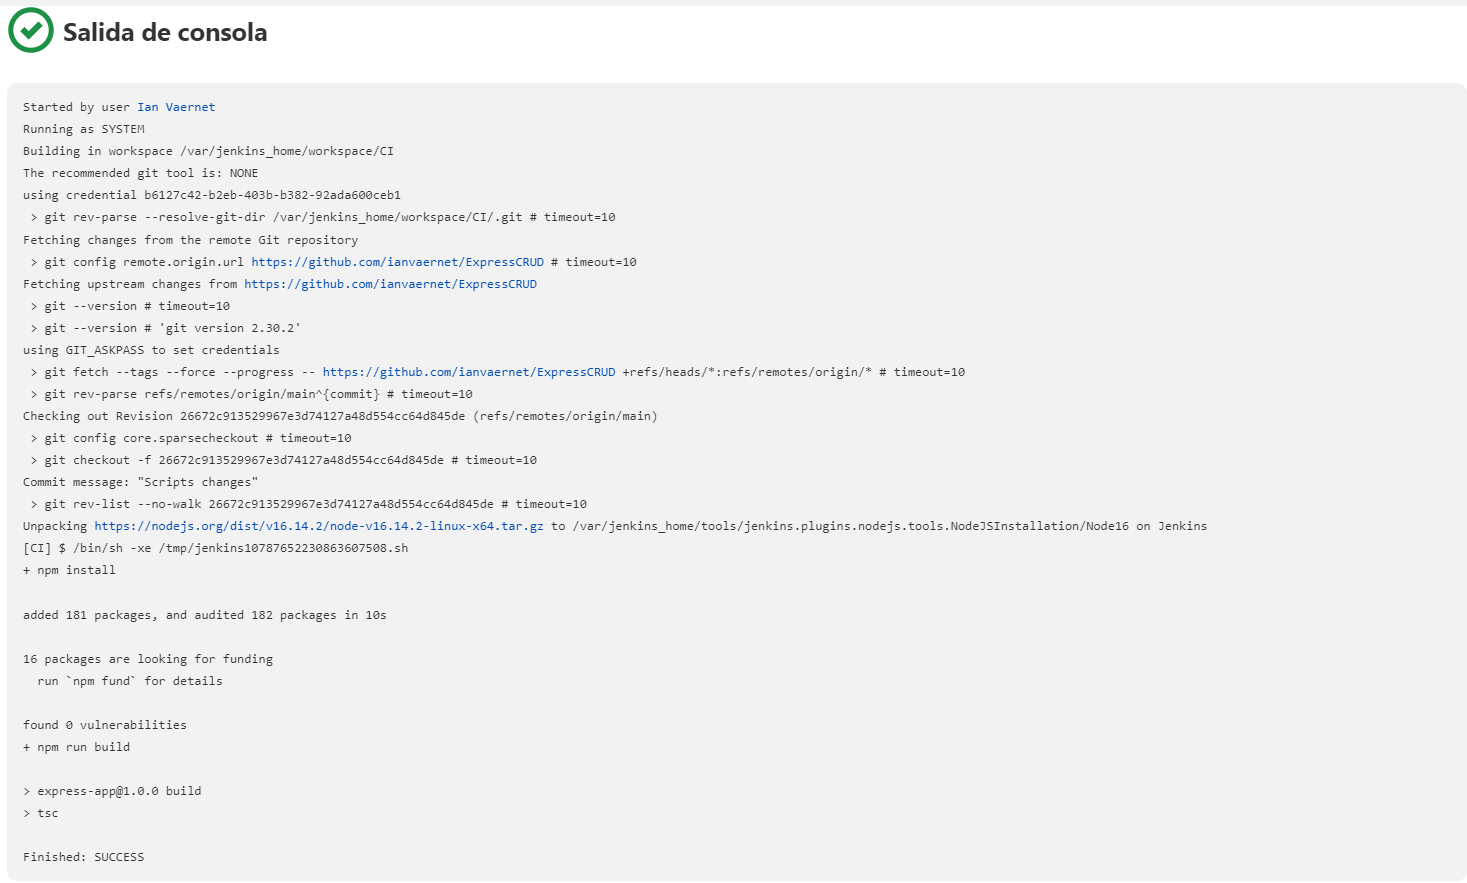 Salida de consola
Started by user Ian Vaernet
Running as SYSTEM
Building in workspace /var/jenkins_home/workspace/CI
The recommended git tool is: NONE
using credential b6127c42-b2eb-403b-b382-92ada600ceb1
 > git rev-parse --resolve-git-dir /var/jenkins_home/workspace/CI/.git # timeout=10
Fetching changes from the remote Git repository
 > git config remote.origin.url https://github.com/ianvaernet/ExpressCRUD # timeout=10
Fetching upstream changes from https://github.com/ianvaernet/ExpressCRUD
 > git --version # timeout=10
 > git --version # 'git version 2.30.2'
using GIT_ASKPASS to set credentials
 > git fetch --tags --force --progress -- https://github.com/ianvaernet/ExpressCRUD +refs/heads/*:refs/remotes/origin/* # timeout=10
 > git rev-parse refs/remotes/origin/main^{commit} # timeout=10
Checking out Revision 26672c913529967e3d74127a48d554cc64d845de (refs/remotes/origin/main)
 > git config core.sparsecheckout # timeout=10
 > git checkout -f 26672c913529967e3d74127a48d554cc64d845de # timeout=10
Commit message: "Scripts changes"
 > git rev-list --no-walk 26672c913529967e3d74127a48d554cc64d845de # timeout=10
Unpacking https://nodejs.org/dist/v16.14.2/node-v16.14.2-linux-x64.tar.gz to /var/jenkins_home/tools/jenkins.plugins.nodejs.tools.NodeJSInstallation/Node16 on Jenkins
[CI] $ /bin/sh -xe /tmp/jenkins10787652230863607508.sh
+ npm install
added 181 packages, and audited 182 packages in 10s
16 packages are looking for funding
  run `npm fund` for details
found 0 vulnerabilities
+ npm run build
> express-app@1.0.0 build
> tsc
Finished: SUCCESS